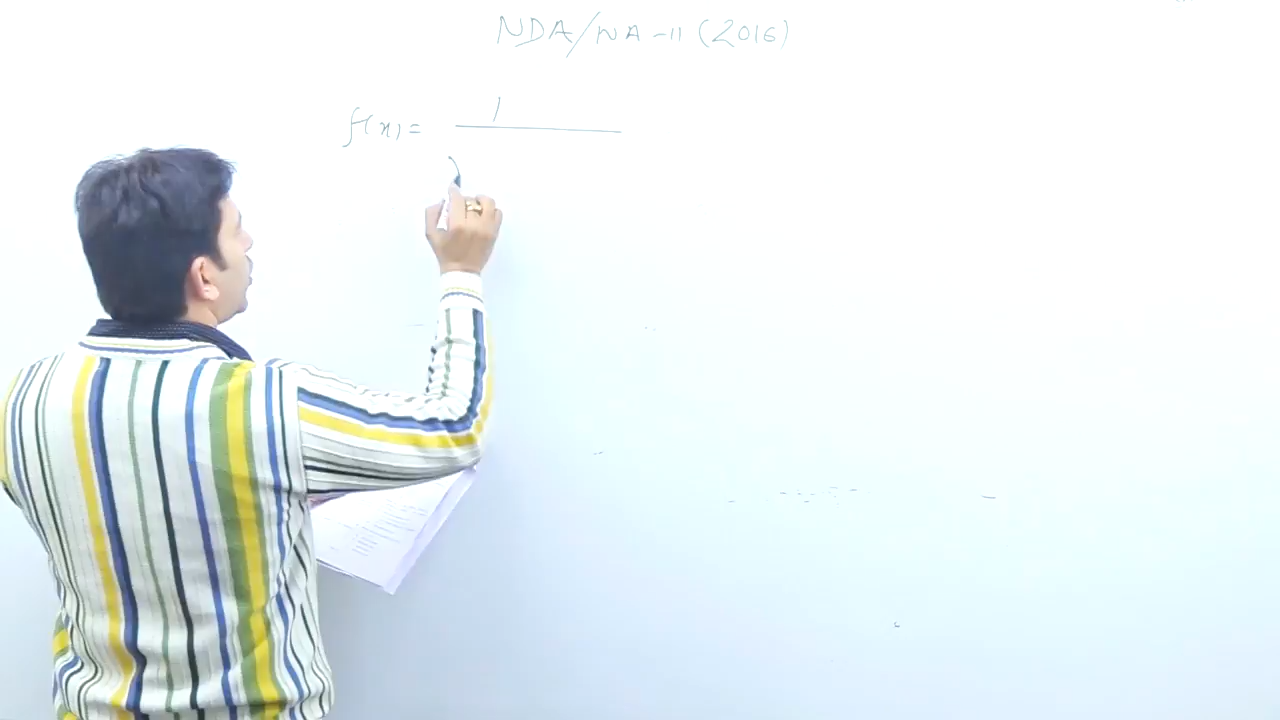 NDA/NA-II (2016)
f(x) = 1